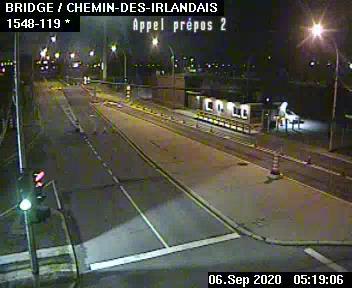 BRIDGE / CHEMIN-DES-IRLANDAIS
1548-119 *
Appel prépos 2
06.Sep 2020 05:19:06